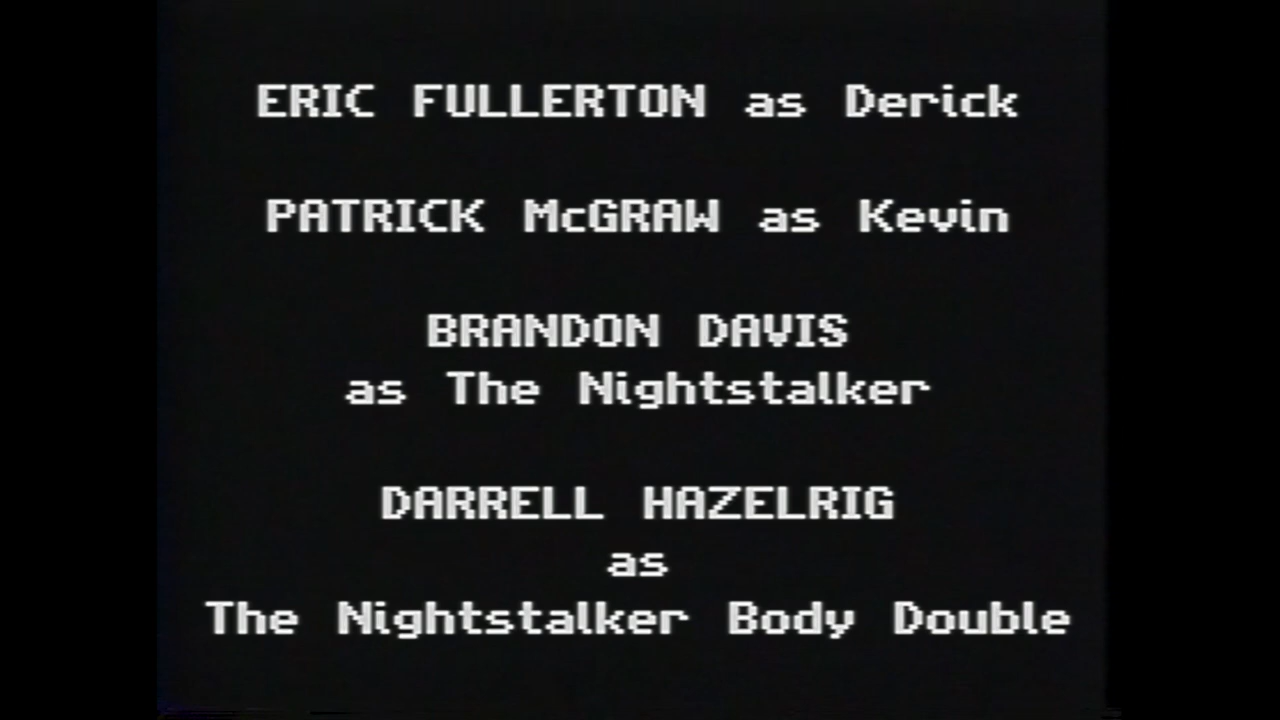 ERIC FULLERTON as Derick
PATRICK McGRAW as Kevin
BRANDON DAVIS
as The Nightstalker
DARRELL HAZELRIG
as
The Nightstalker Body Double